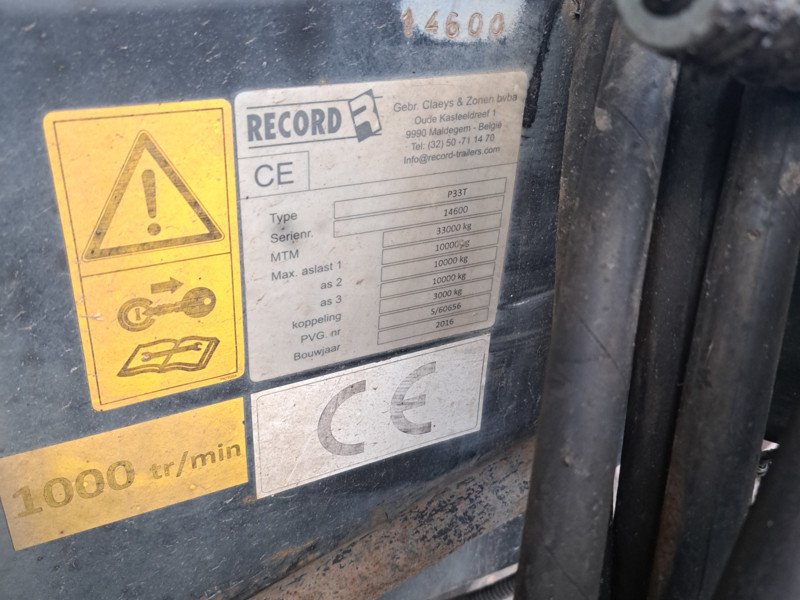 14600
RECORD
Gebr. Claeys & Zonen bvba
Oude Kasteeldreef 1
9990 Maldegem - België
Tel: (32) 50 -71 14 70
Info@record-trailers.com
CE
Type P33T
Serienr. 14600
MTM 33000 kg
Max. aslast 1 10000 kg
as 2 10000 kg
as 3 10000 kg
koppeling 3000 kg
PVG. nr S/60656
Bouwjaar 2016
CE
1000 tr/min